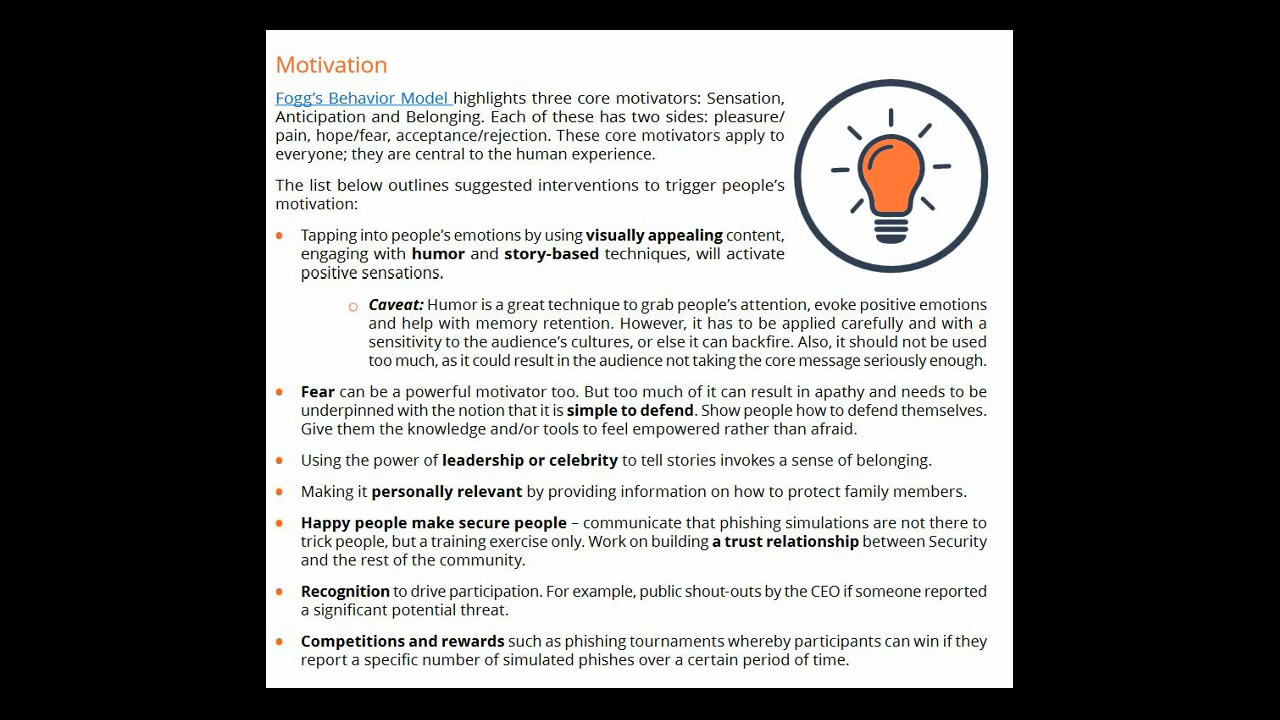 Motivation
Fogg's Behavior Model highlights three core motivators: Sensation,
Anticipation and Belonging. Each of these has two sides: pleasure/
pain, hope/fear, acceptance/rejection. These core motivators apply to
everyone; they are central to the human experience.
The list below outlines suggested interventions to trigger people's
motivation:
• Tapping into people's emotions by using visually appealing content,
engaging with humor and story-based techniques, will activate
positive sensations.
○ Caveat: Humor is a great technique to grab people's attention, evoke positive emotions
and help with memory retention. However, it has to be applied carefully and with a
sensitivity to the audience's cultures, or else it can backfire. Also, it should not be used
too much, as it could result in the audience not taking the core message seriously enough.
• Fear can be a powerful motivator too. But too much of it can result in apathy and needs to be
underpinned with the notion that it is simple to defend. Show people how to defend themselves.
Give them the knowledge and/or tools to feel empowered rather than afraid.
• Using the power of leadership or celebrity to tell stories invokes a sense of belonging.
• Making it personally relevant by providing information on how to protect family members.
• Happy people make secure people – communicate that phishing simulations are not there to
trick people, but a training exercise only. Work on building a trust relationship between Security
and the rest of the community.
• Recognition to drive participation. For example, public shout-outs by the CEO if someone reported
a significant potential threat.
• Competitions and rewards such as phishing tournaments whereby participants can win if they
report a specific number of simulated phishes over a certain period of time.